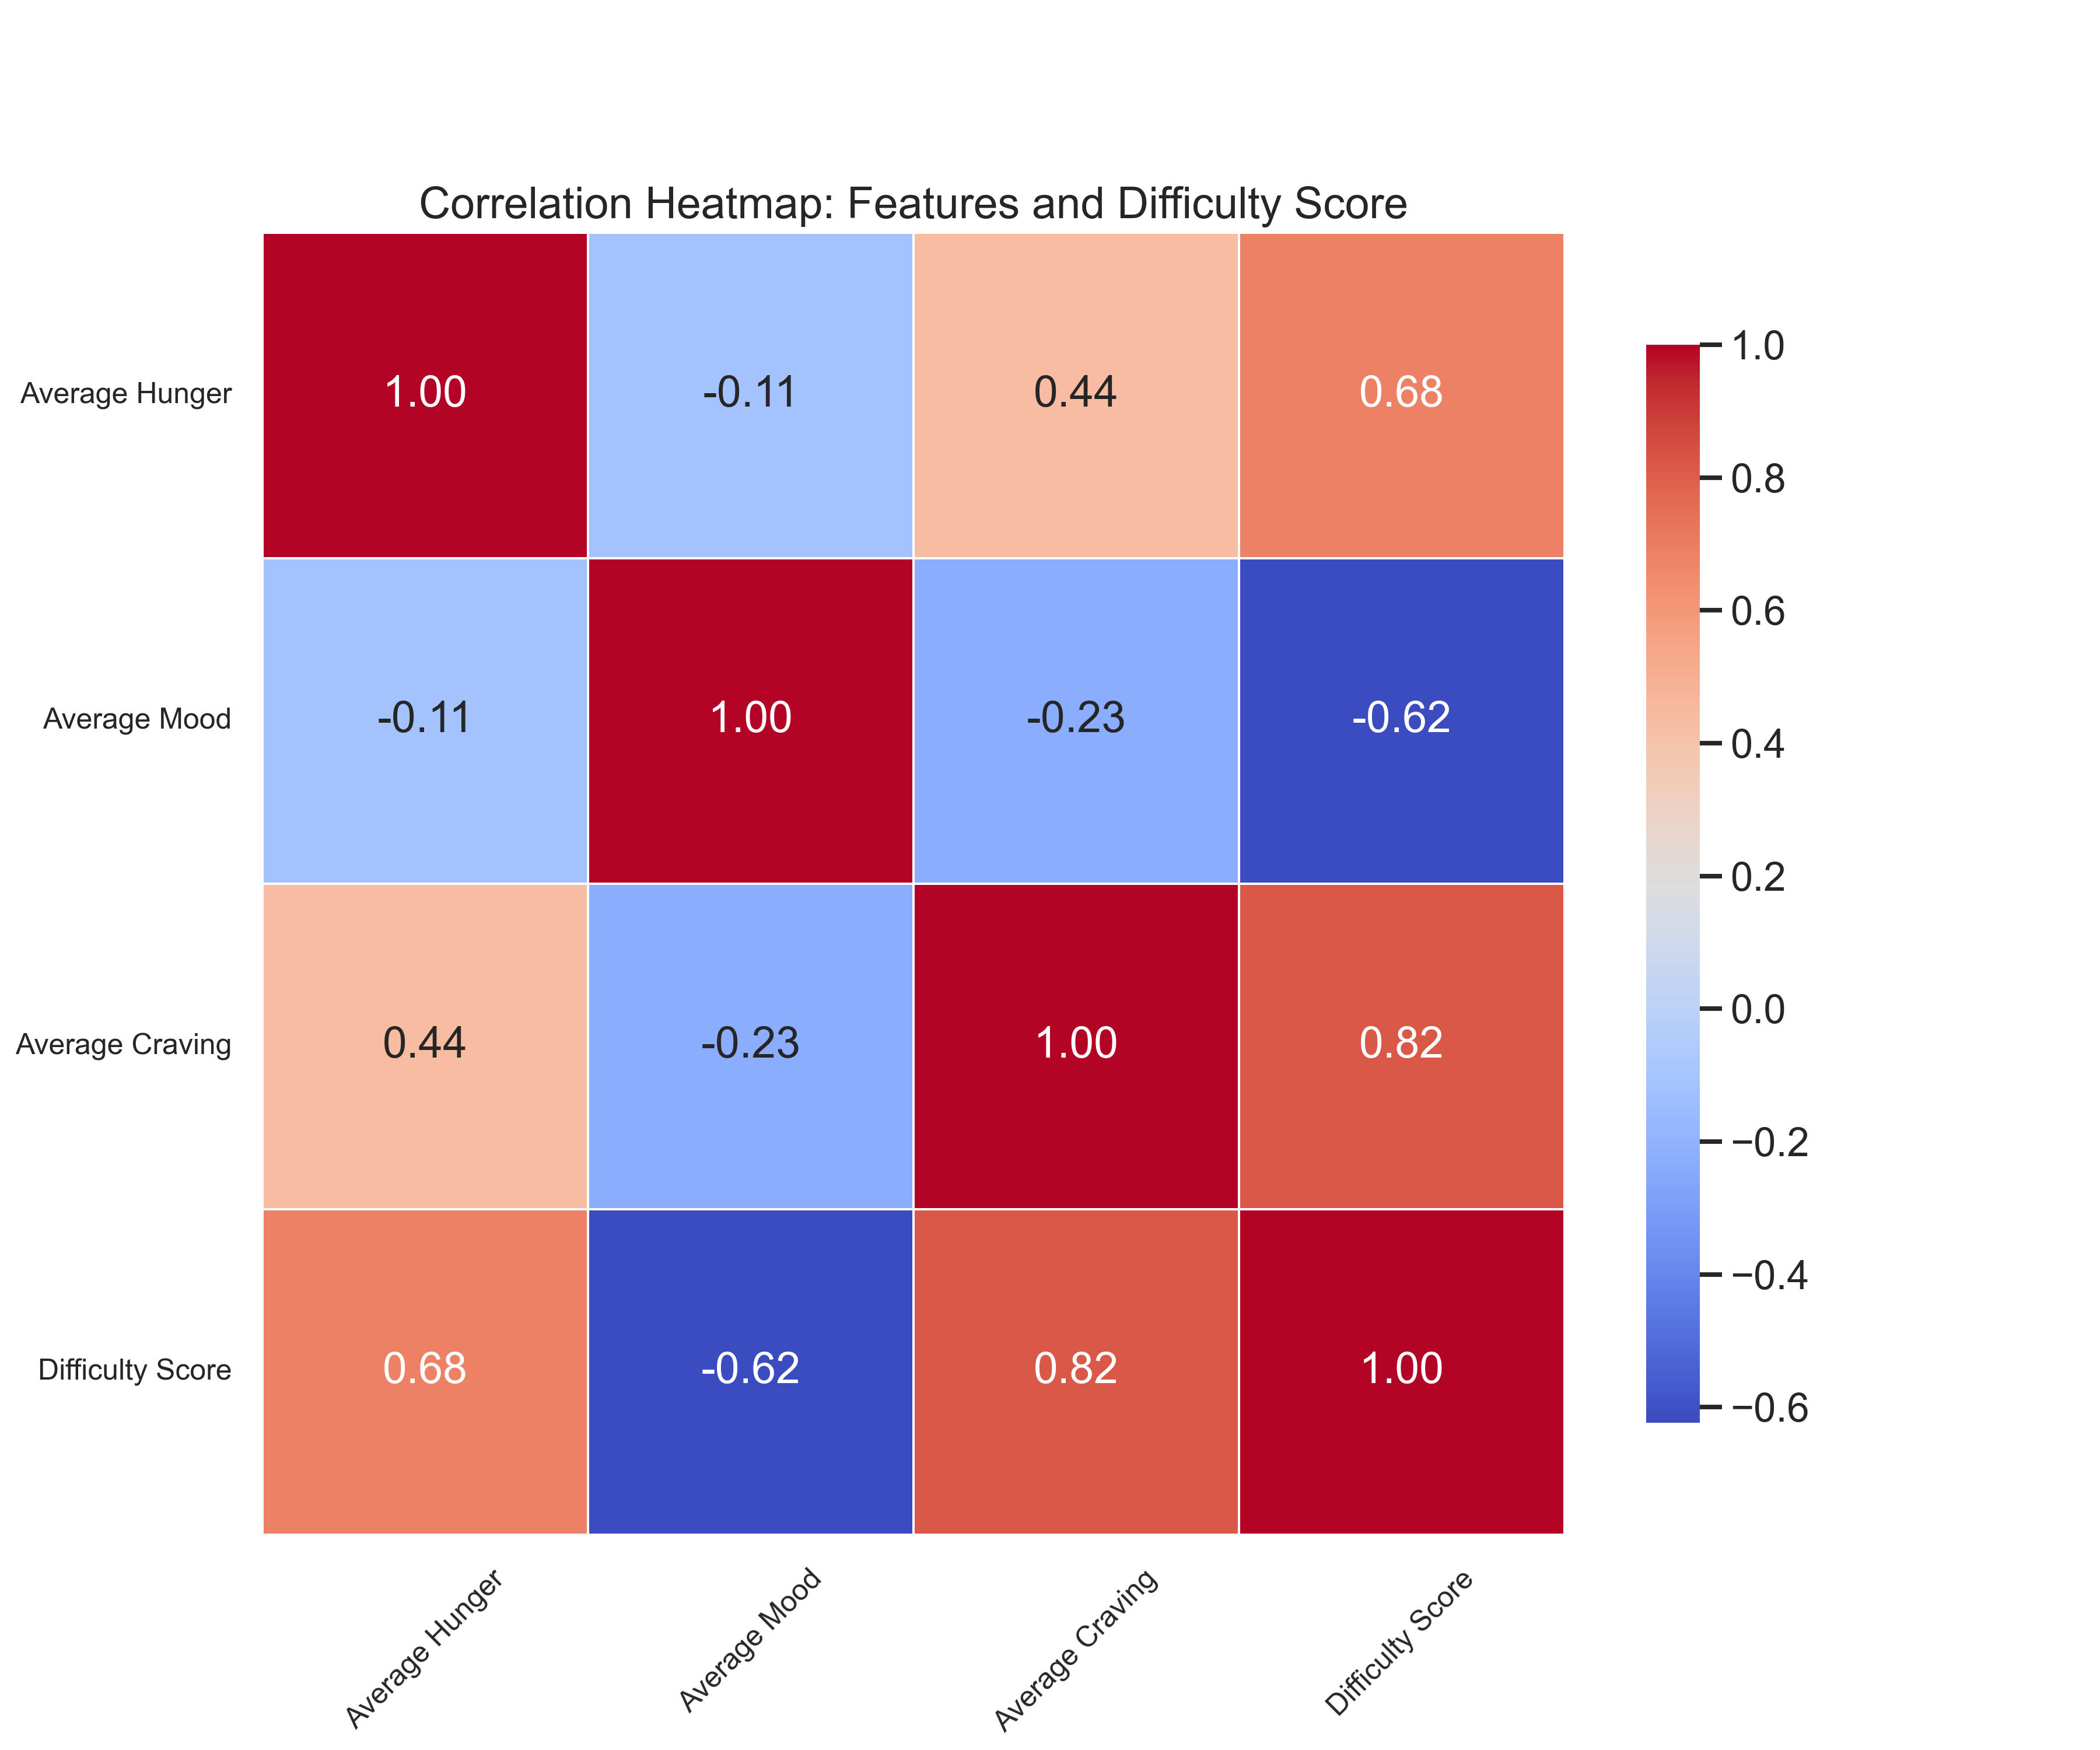 Correlation Heatmap: Features and Difficulty Score
Average Hunger 1.00 -0.11 0.44 0.68
Average Mood -0.11 1.00 -0.23 -0.62
Average Craving 0.44 -0.23 1.00 0.82
Difficulty Score 0.68 -0.62 0.82 1.00
Average Hunger Average Mood Average Craving Difficulty Score
1.0
0.8
0.6
0.4
0.2
0.0
−0.2
−0.4
−0.6